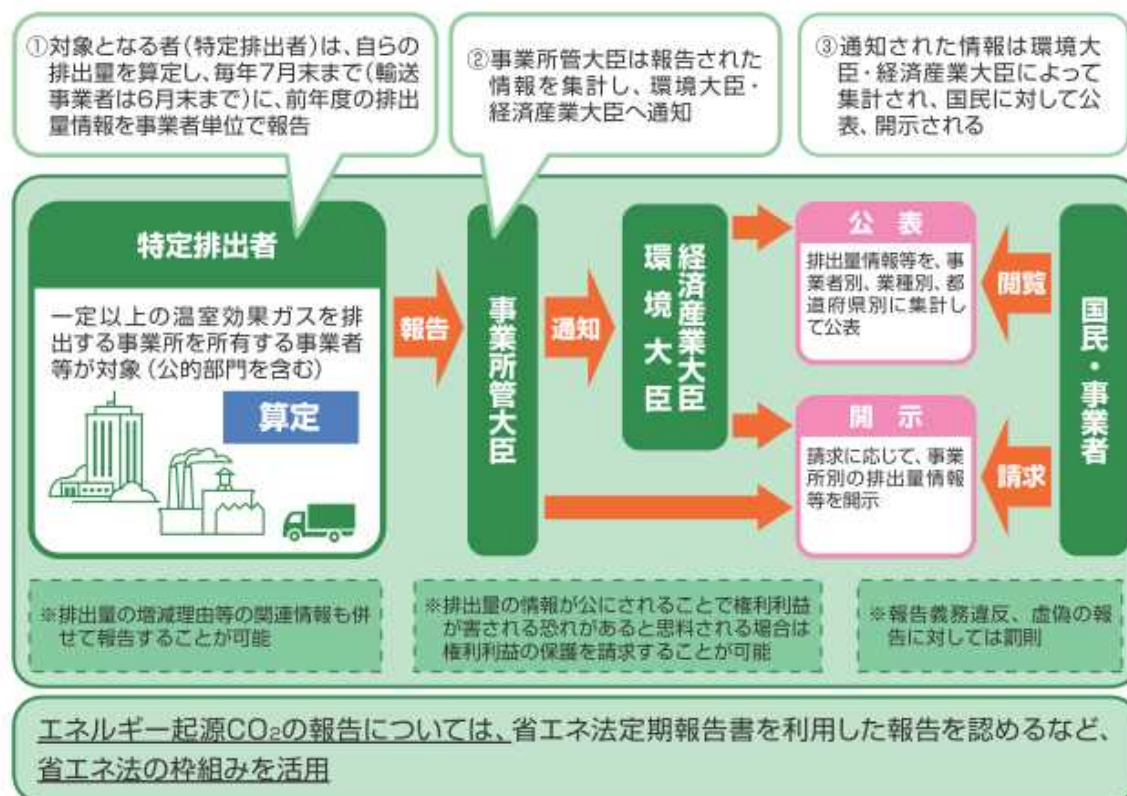 ①対象となる者(特定排出者)は、自らの
排出量を算定し、毎年7月末まで(輸送
事業者は6月末まで)に、前年度の排出
量情報を事業者単位で報告
②事業所管大臣は報告された
情報を集計し、環境大臣・
経済産業大臣へ通知
③通知された情報は環境大
臣・経済産業大臣によって
集計され、国民に対して公
表、開示される
特定排出者
一定以上の温室効果ガスを排
出する事業所を所有する事業者
等が対象(公的部門を含む)
算定
報告
事業所管大臣
通知
経済産業大臣
環境大臣
公表
排出量情報等を、事
業者別、業種別、都
道府県別に集計し
て公表
閲覧
開示
請求に応じて、事業
所別の排出量情報
等を開示
請求
国民・事業者
※排出量の増減理由等の関連情報も併
せて報告することが可能
※排出量の情報が公にされることで権利利益
が害される恐れがあると思料される場合は
権利利益の保護を請求することが可能
※報告義務違反、虚偽の報
告に対しては罰則
エネルギー起源CO₂の報告については、省エネ法定期報告書を利用した報告を認めるなど、
省エネ法の枠組みを活用